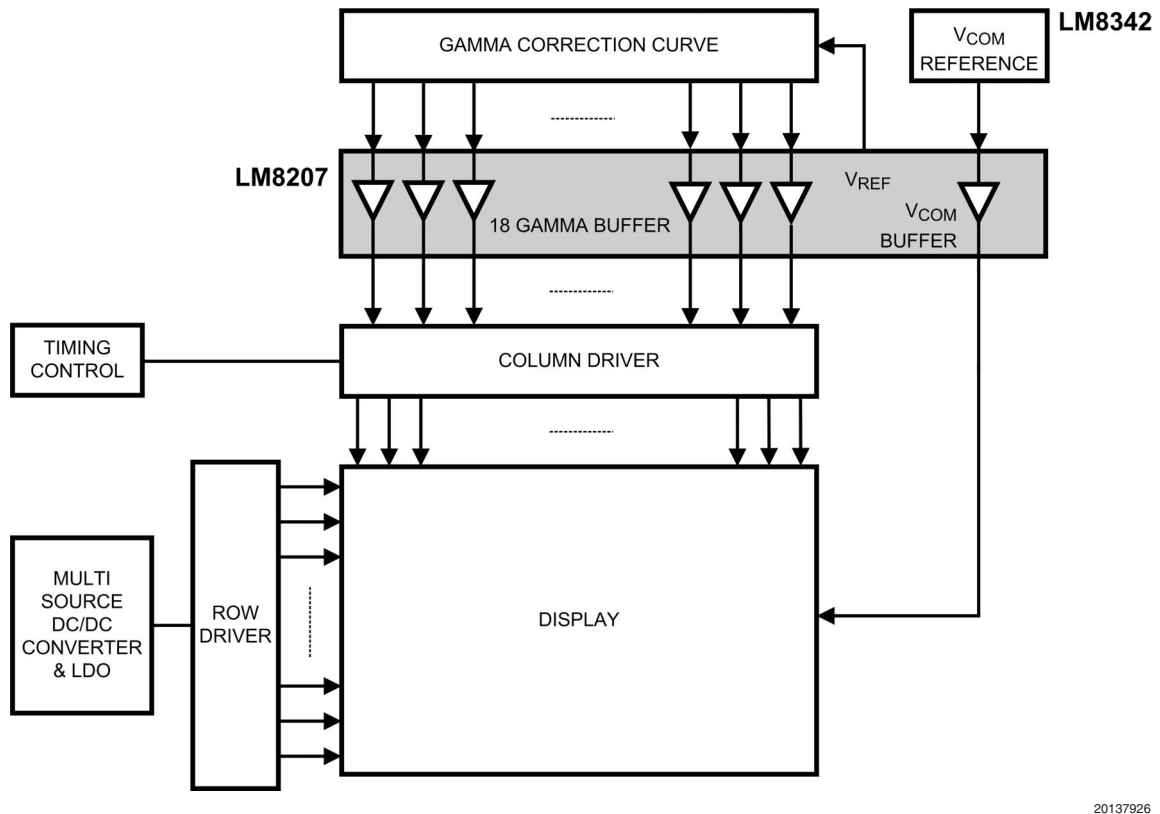 GAMMA CORRECTION CURVE
VCOM
REFERENCE
LM8342
LM8207
VREF
18 GAMMA BUFFER
VCOM
BUFFER
TIMING
CONTROL
COLUMN DRIVER
MULTI
SOURCE
DC/DC
CONVERTER
& LDO
ROW
DRIVER
DISPLAY
20137926